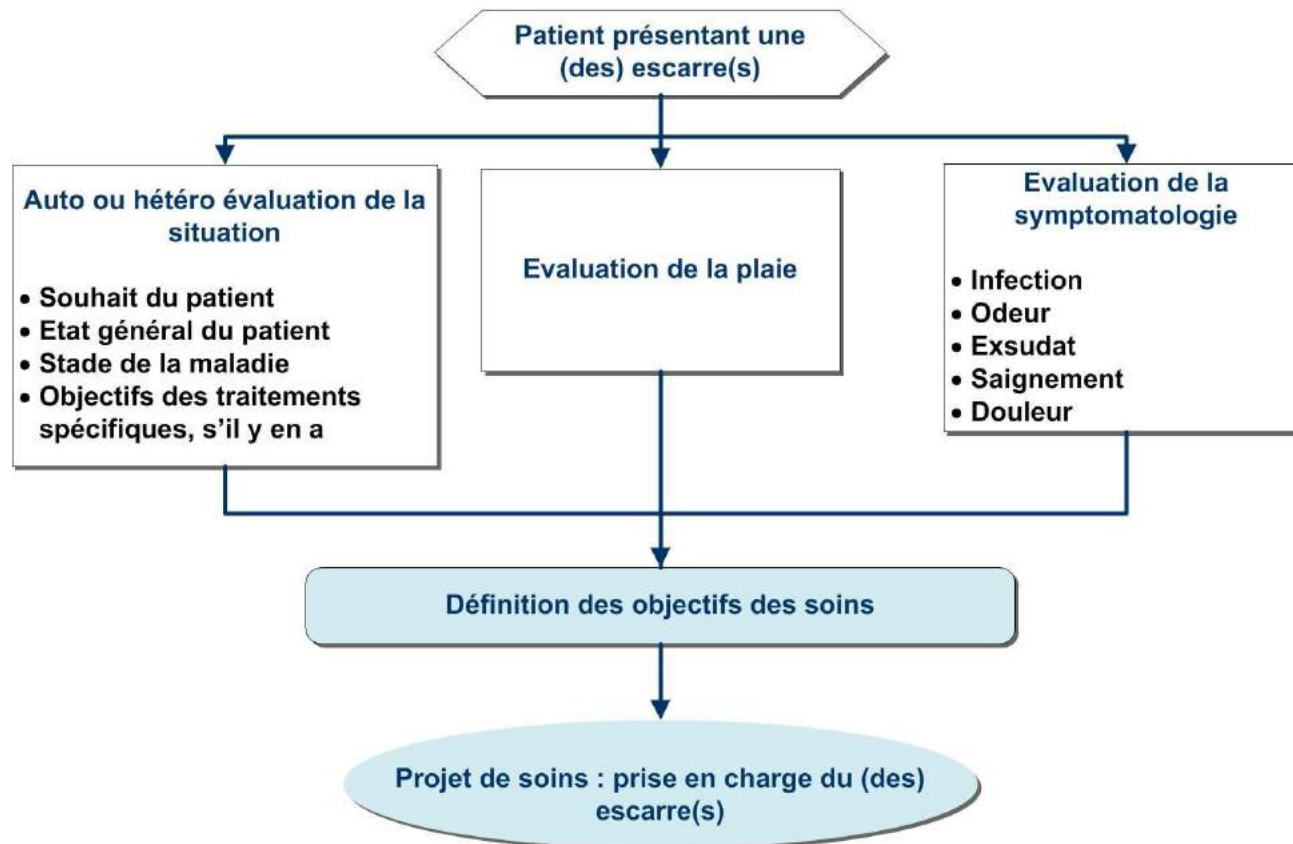 Patient présentant une
(des) escarre(s)
Auto ou hétéro évaluation de la
situation
• Souhait du patient
• Etat général du patient
• Stade de la maladie
• Objectifs des traitements
spécifiques, s'il y en a
Evaluation de la plaie
Evaluation de la
symptomatologie
• Infection
• Odeur
• Exsudat
• Saignement
• Douleur
Définition des objectifs des soins
Projet de soins : prise en charge du (des)
escarre(s)